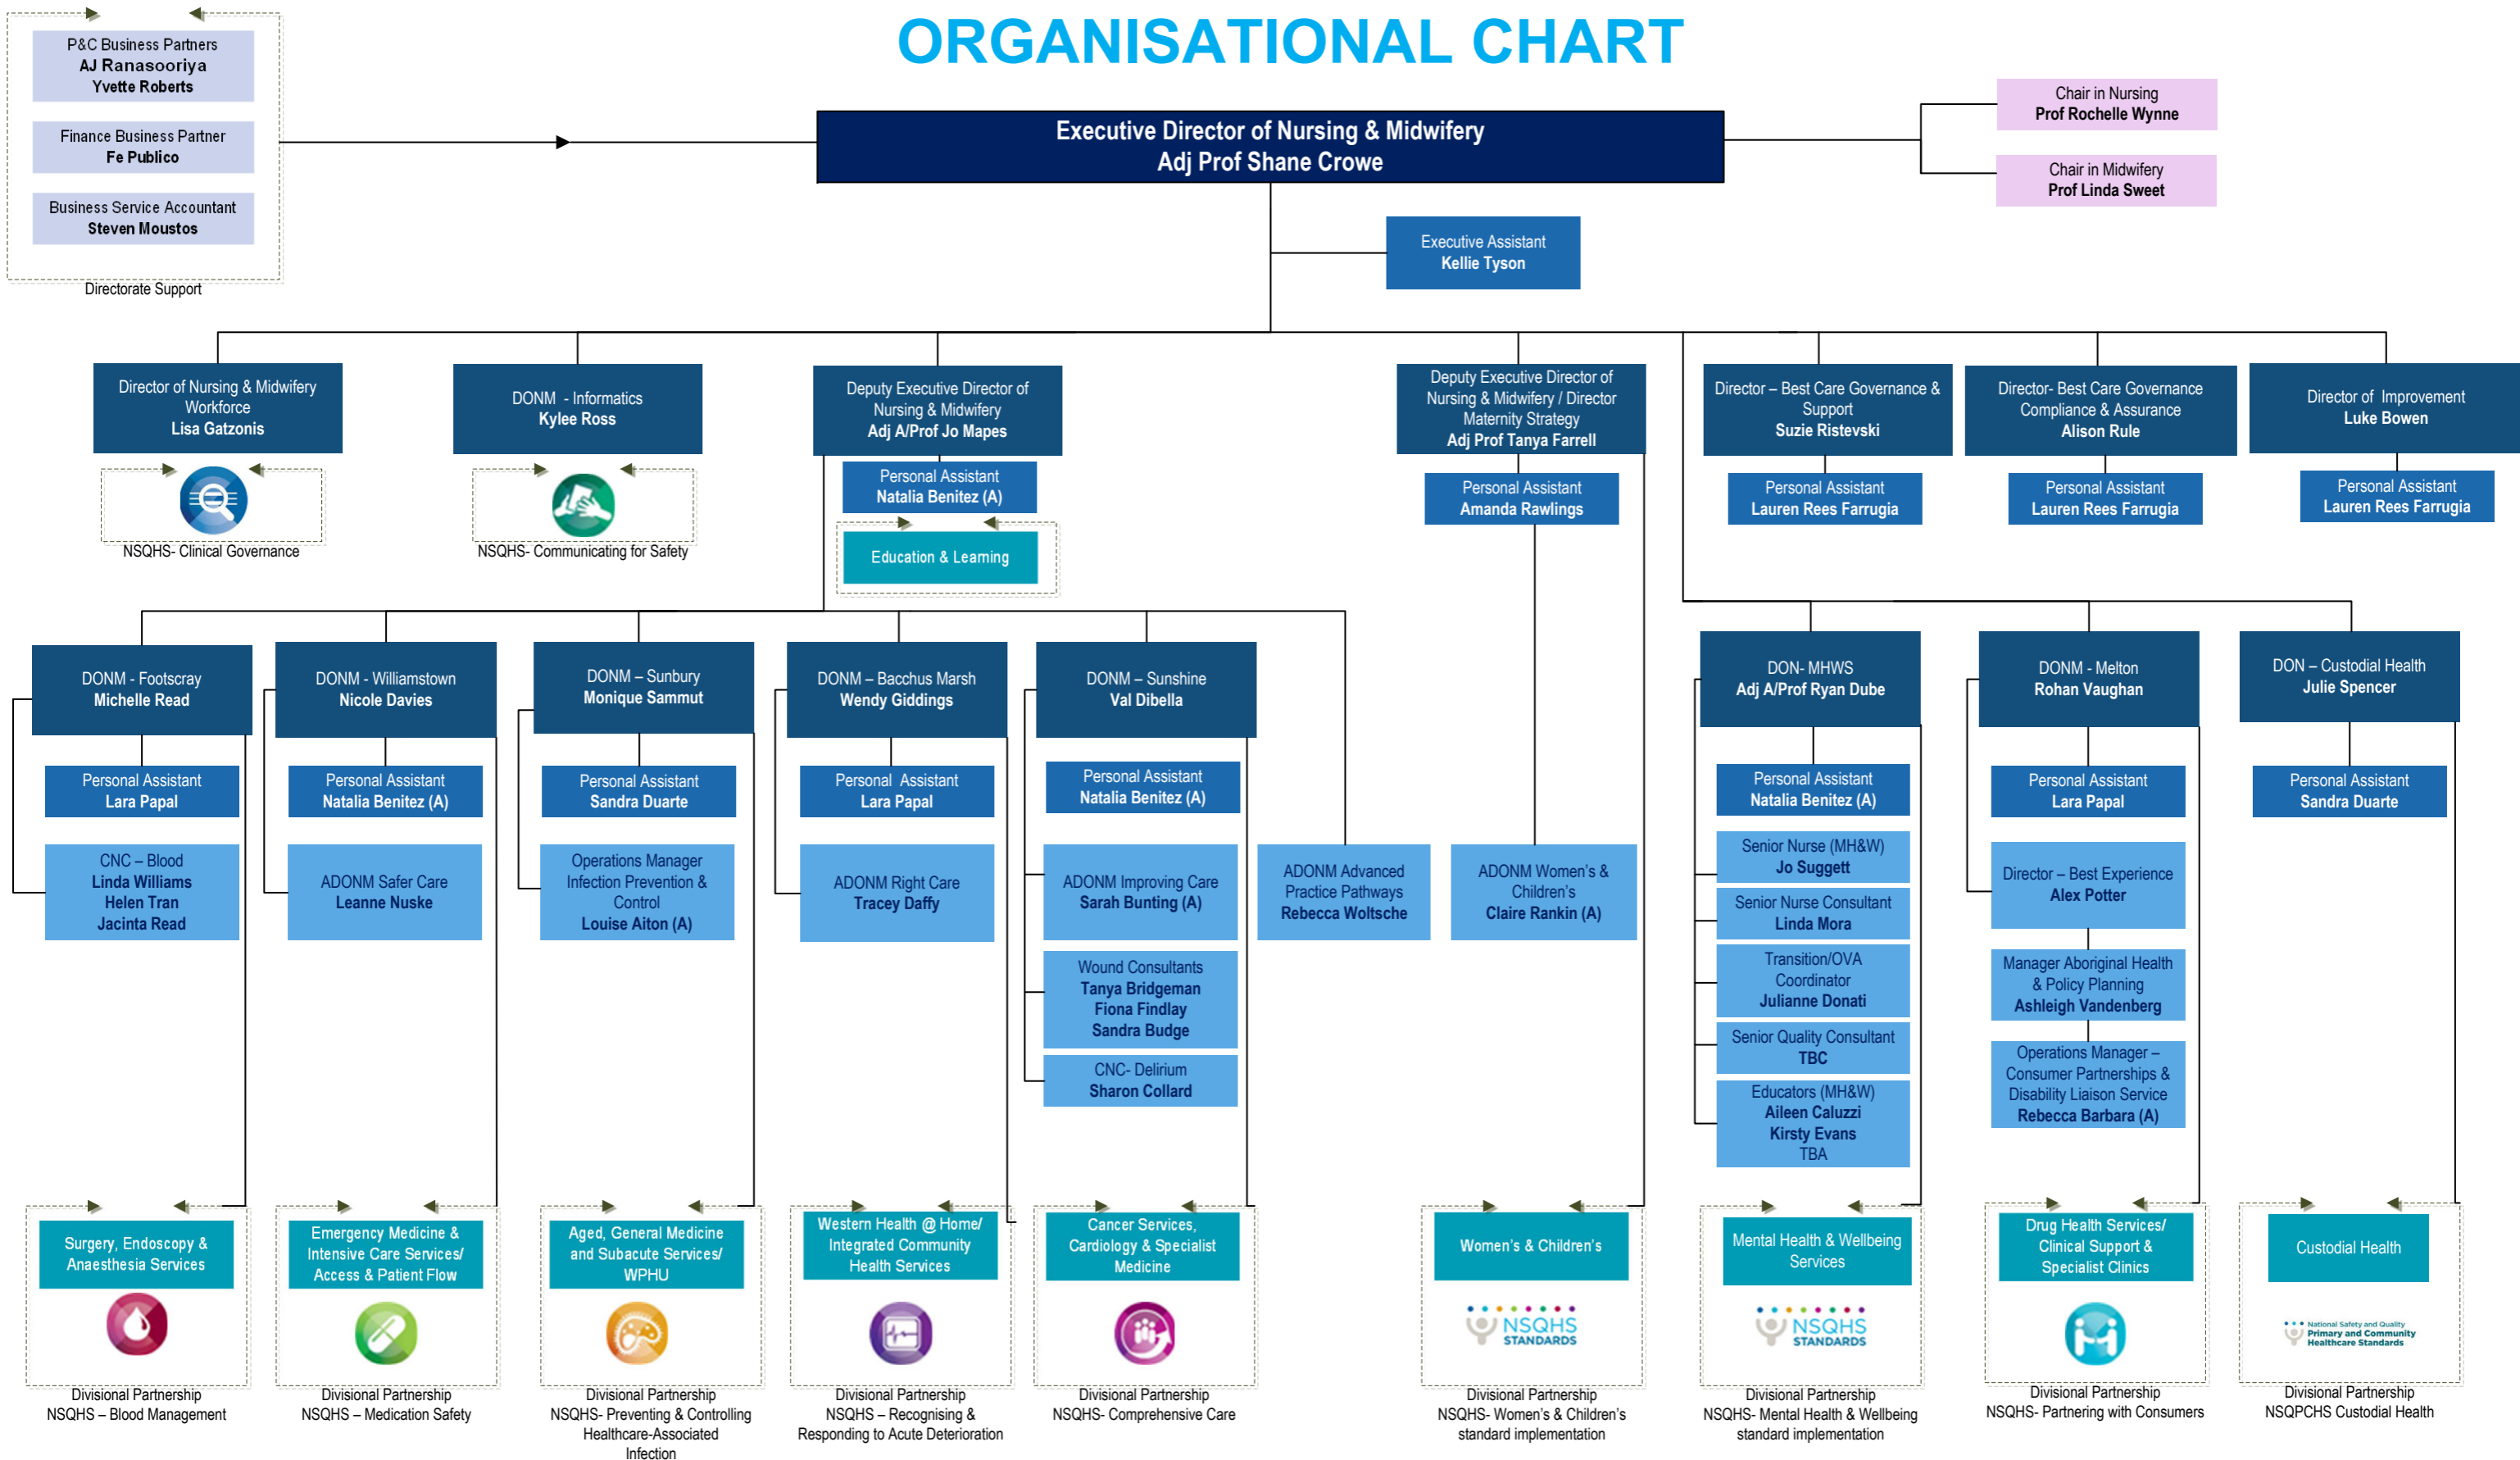 ORGANISATIONAL CHART
P&C Business Partners
AJ Ranasooriya
Yvette Roberts
Finance Business Partner
Fe Publico
Business Service Accountant
Steven Moustos
Directorate Support
Executive Director of Nursing & Midwifery
Adj Prof Shane Crowe
Chair in Nursing
Prof Rochelle Wynne
Chair in Midwifery
Prof Linda Sweet
Executive Assistant
Kellie Tyson
Director of Nursing & Midwifery
Workforce
Lisa Gatzonis
NSQHS- Clinical Governance
DONM - Informatics
Kylee Ross
NSQHS- Communicating for Safety
Deputy Executive Director of
Nursing & Midwifery
Adj A/Prof Jo Mapes
Personal Assistant
Natalia Benitez (A)
Education & Learning
Deputy Executive Director of
Nursing & Midwifery / Director
Maternity Strategy
Adj Prof Tanya Farrell
Personal Assistant
Amanda Rawlings
Director – Best Care Governance &
Support
Suzie Ristevski
Personal Assistant
Lauren Rees Farrugia
Director- Best Care Governance
Compliance & Assurance
Alison Rule
Personal Assistant
Lauren Rees Farrugia
Director of Improvement
Luke Bowen
Personal Assistant
Lauren Rees Farrugia
DONM - Footscray
Michelle Read
Personal Assistant
Lara Papal
CNC – Blood
Linda Williams
Helen Tran
Jacinta Read
DONM - Williamstown
Nicole Davies
Personal Assistant
Natalia Benitez (A)
ADONM Safer Care
Leanne Nuske
DONM – Sunbury
Monique Sammut
Personal Assistant
Sandra Duarte
Operations Manager
Infection Prevention &
Control
Louise Aiton (A)
DONM – Bacchus Marsh
Wendy Giddings
Personal Assistant
Lara Papal
ADONM Right Care
Tracey Daffy
DONM – Sunshine
Val Dibella
Personal Assistant
Natalia Benitez (A)
ADONM Improving Care
Sarah Bunting (A)
Wound Consultants
Tanya Bridgeman
Fiona Findlay
Sandra Budge
CNC- Delirium
Sharon Collard
ADONM Advanced
Practice Pathways
Rebecca Woltsche
ADONM Women's &
Children's
Claire Rankin (A)
DON- MHWS
Adj A/Prof Ryan Dube
Personal Assistant
Natalia Benitez (A)
Senior Nurse (MH&W)
Jo Suggett
Senior Nurse Consultant
Linda Mora
Transition/OVA
Coordinator
Julianne Donati
Senior Quality Consultant
TBC
Educators (MH&W)
Aileen Caluzzi
Kirsty Evans
TBA
DONM - Melton
Rohan Vaughan
Personal Assistant
Lara Papal
Director – Best Experience
Alex Potter
Manager Aboriginal Health
& Policy Planning
Ashleigh Vandenberg
Operations Manager –
Consumer Partnerships &
Disability Liaison Service
Rebecca Barbara (A)
DON – Custodial Health
Julie Spencer
Personal Assistant
Sandra Duarte
Surgery, Endoscopy &
Anaesthesia Services
Divisional Partnership
NSQHS – Blood Management
Emergency Medicine &
Intensive Care Services/
Access & Patient Flow
Divisional Partnership
NSQHS – Medication Safety
Aged, General Medicine
and Subacute Services/
WPHU
Divisional Partnership
NSQHS- Preventing & Controlling
Healthcare-Associated
Infection
Western Health @ Home/
Integrated Community
Health Services
Divisional Partnership
NSQHS – Recognising &
Responding to Acute Deterioration
Cancer Services,
Cardiology & Specialist
Medicine
Divisional Partnership
NSQHS- Comprehensive Care
Women's & Children's
NSQHS
STANDARDS
Divisional Partnership
NSQHS- Women's & Children's
standard implementation
Mental Health & Wellbeing
Services
NSQHS
STANDARDS
Divisional Partnership
NSQHS- Mental Health & Wellbeing
standard implementation
Drug Health Services/
Clinical Support &
Specialist Clinics
Divisional Partnership
NSQHS- Partnering with Consumers
Custodial Health
National Safety and Quality
Primary and Community
Healthcare Standards
Divisional Partnership
NSQPCHS Custodial Health